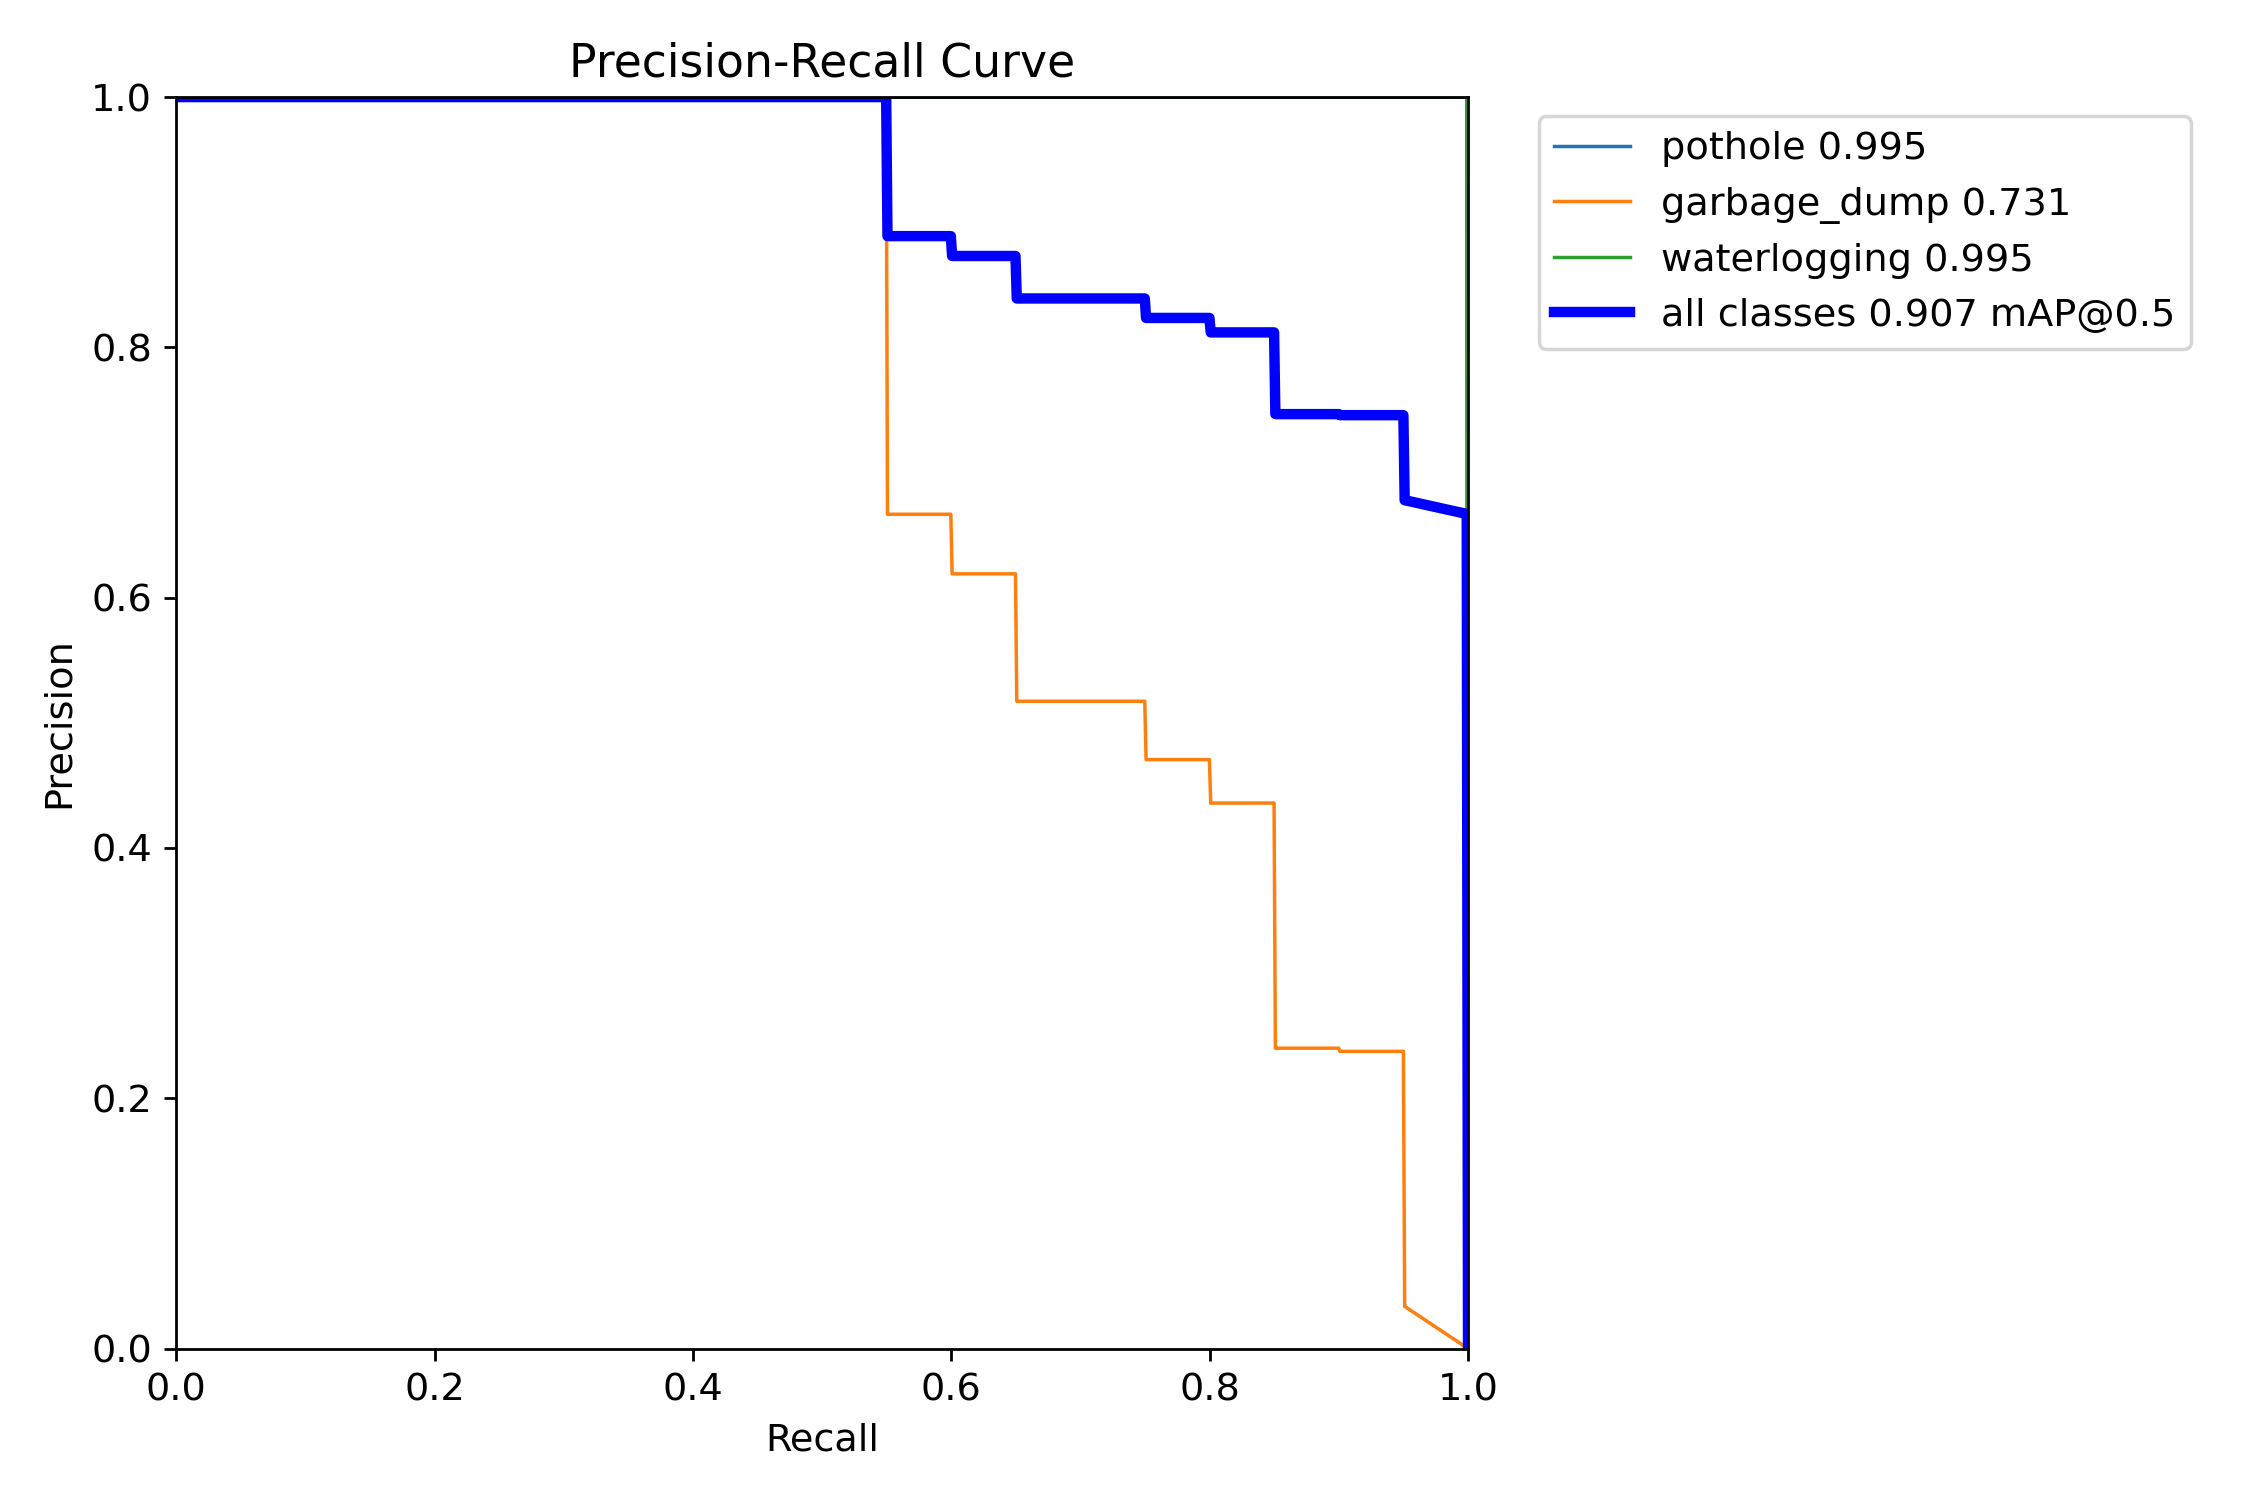 Precision-Recall Curve
1.0
0.8
0.6
0.4
0.2
0.0
Precision
0.0 0.2 0.4 0.6 0.8 1.0
Recall
pothole 0.995
garbage_dump 0.731
waterlogging 0.995
all classes 0.907 mAP@0.5